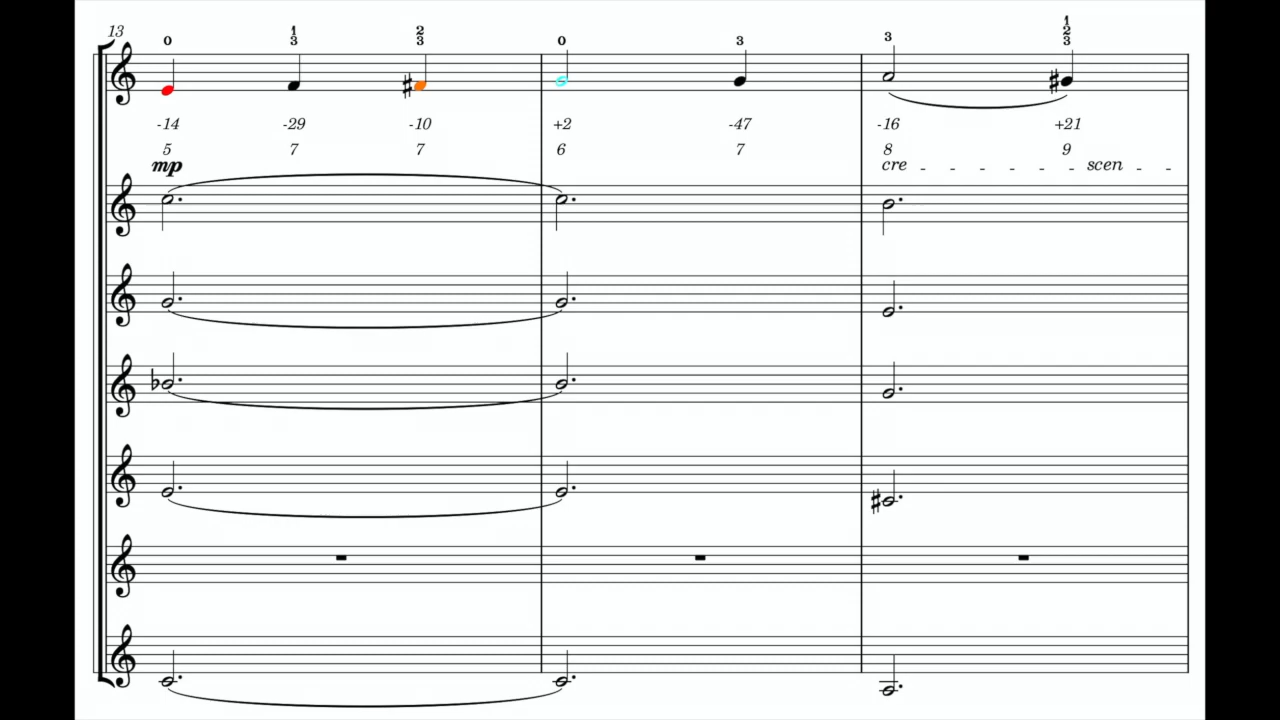 13
0 1 2 0 3 3 1
3 3 2
3
-14 -29 -10 +2 -47 -16 +21
5 7 7 6 7 8 9
mp cre - - - - - - scen - -